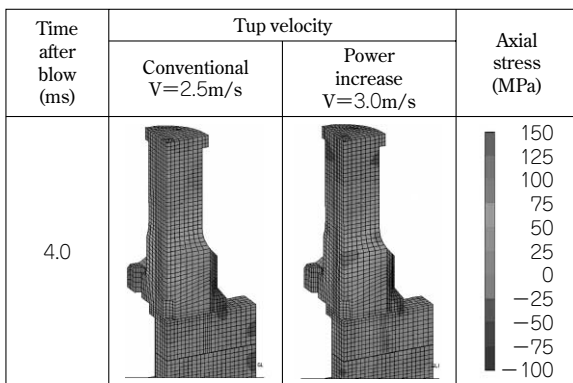 Time
after
blow
(ms)
Tup velocity
Conventional
V=2.5m/s
Power
increase
V=3.0m/s
Axial
stress
(MPa)
4.0
150
125
100
75
50
25
0
−25
−50
−75
−100